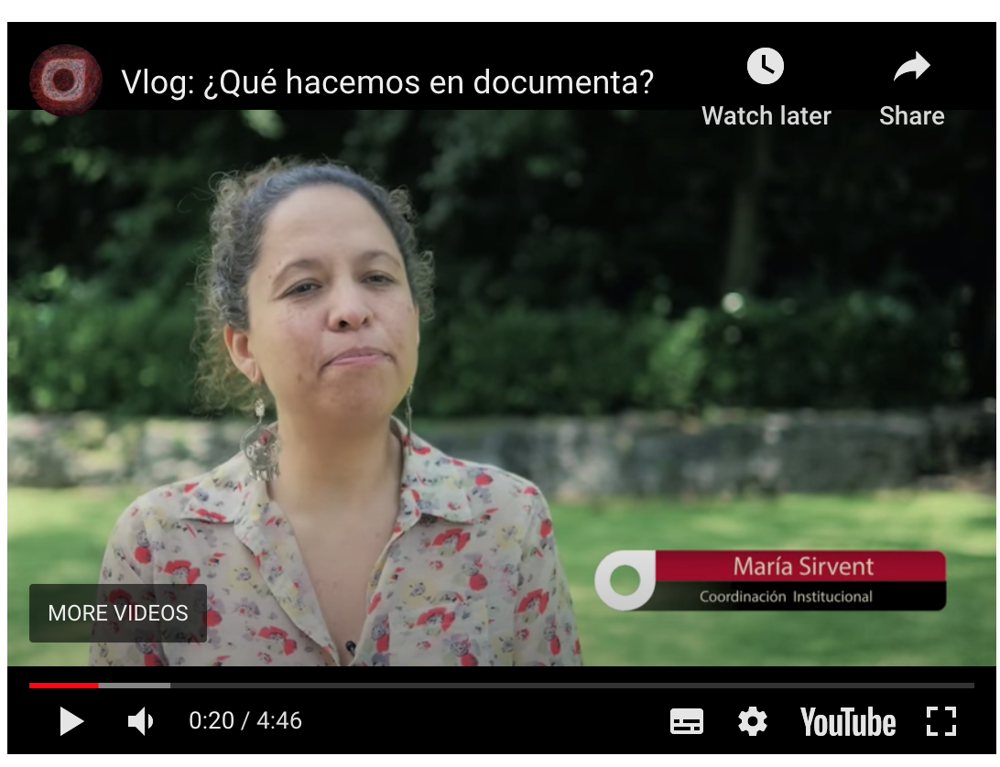 Vlog: ¿Qué hacemos en documenta?
Watch later
Share
María Sirvent
Coordinación Institucional
MORE VIDEOS
0:20 / 4:46
YouTube